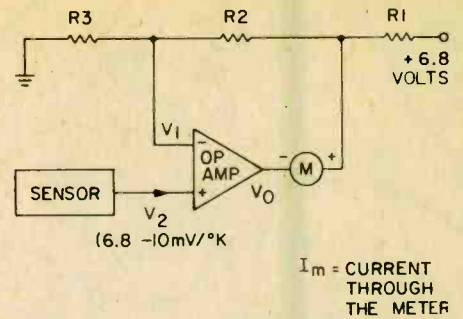 R3
R2
R1
+ 6.8
VOLTS
V1
-
OP
AMP
+
- M +
VO
SENSOR
V2
(6.8 -10mV/°K
Im = CURRENT
THROUGH
THE METER